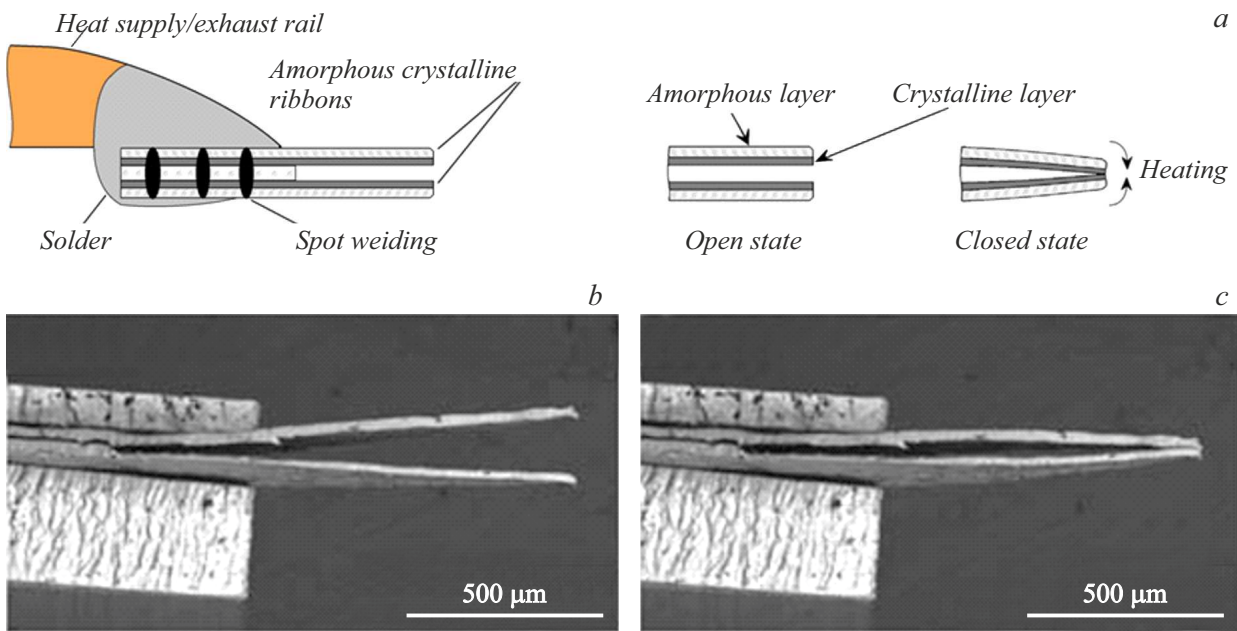 Heat supply/exhaust rail
a
Amorphous crystalline
ribbons
Amorphous layer
Crystalline layer
Heating
Solder
Spot weiding
Open state
Closed state
b
c
500 μm
500 μm